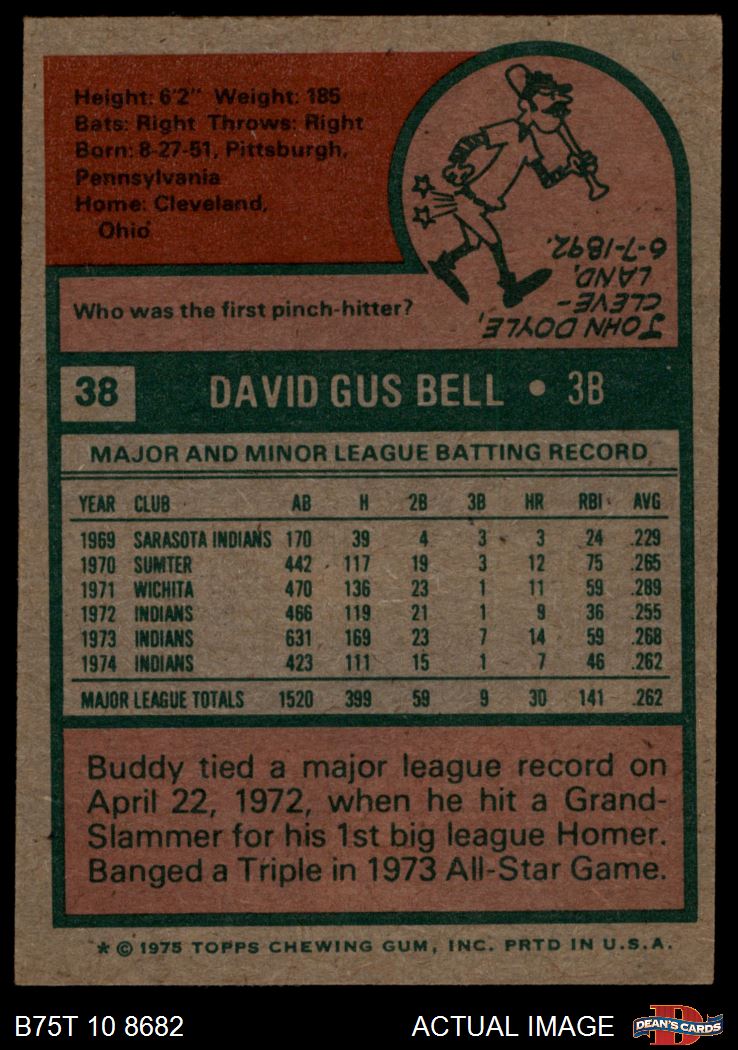 Height: 6'2" Weight: 185
Bats: Right Throws: Right
Born: 8-27-51, Pittsburgh,
Pennsylvania
Home: Cleveland,
Ohio
JOHN DOYLE,
CLEVE-
LAND,
6-7-1892.
Who was the first pinch-hitter?
38 DAVID GUS BELL • 3B
MAJOR AND MINOR LEAGUE BATTING RECORD
YEAR CLUB AB H 2B 3B HR RBI AVG
1969 SARASOTA INDIANS 170 39 4 3 3 24 .229
1970 SUMTER 442 117 19 3 12 75 .265
1971 WICHITA 470 136 23 1 11 59 .289
1972 INDIANS 466 119 21 1 9 36 .255
1973 INDIANS 631 169 23 7 14 59 .268
1974 INDIANS 423 111 15 1 7 46 .262
MAJOR LEAGUE TOTALS 1520 399 59 9 30 141 .262
Buddy tied a major league record on
April 22, 1972, when he hit a Grand-
Slammer for his 1st big league Homer.
Banged a Triple in 1973 All-Star Game.
* © 1975 TOPPS CHEWING GUM, INC. PRTD IN U.S.A.
B75T 10 8682 ACTUAL IMAGE DEAN'S CARDS